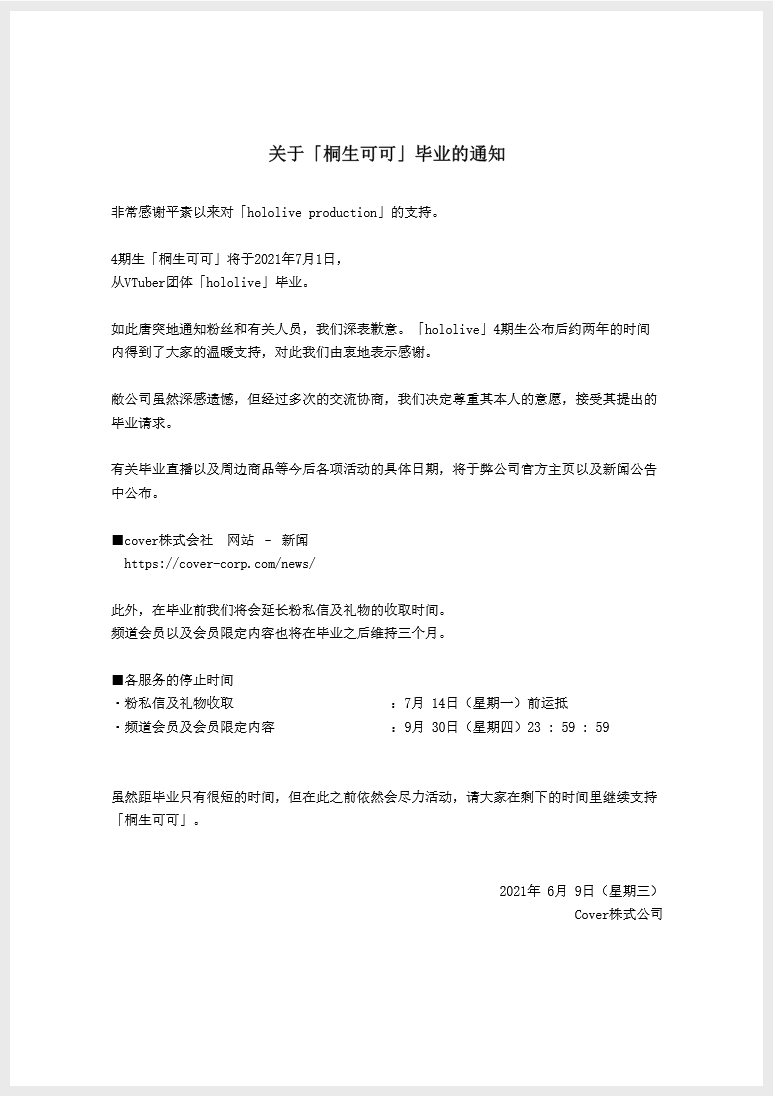 关于「桐生可可」毕业的通知
非常感谢平素以来对「hololive production」的支持。
4期生「桐生可可」将于2021年7月1日，
从VTuber团体「hololive」毕业。
如此唐突地通知粉丝和有关人员，我们深表歉意。「hololive」4期生公布后约两年的时间
内得到了大家的温暖支持，对此我们由衷地表示感谢。
敝公司虽然深感遗憾，但经过多次的交流协商，我们决定尊重其本人的意愿，接受其提出的
毕业请求。
有关毕业直播以及周边商品等今后各项活动的具体日期，将于弊公司官方主页以及新闻公告
中公布。
■cover株式会社　网站 – 新闻
https://cover-corp.com/news/
此外，在毕业前我们将会延长粉私信及礼物的收取时间。
频道会员以及会员限定内容也将在毕业之后维持三个月。
■各服务的停止时间
・粉私信及礼物收取　：7月 14日（星期一）前运抵
・频道会员及会员限定内容　：9月 30日（星期四）23 : 59 : 59
虽然距毕业只有很短的时间，但在此之前依然会尽力活动，请大家在剩下的时间里继续支持
「桐生可可」。
2021年 6月 9日（星期三）
Cover株式公司